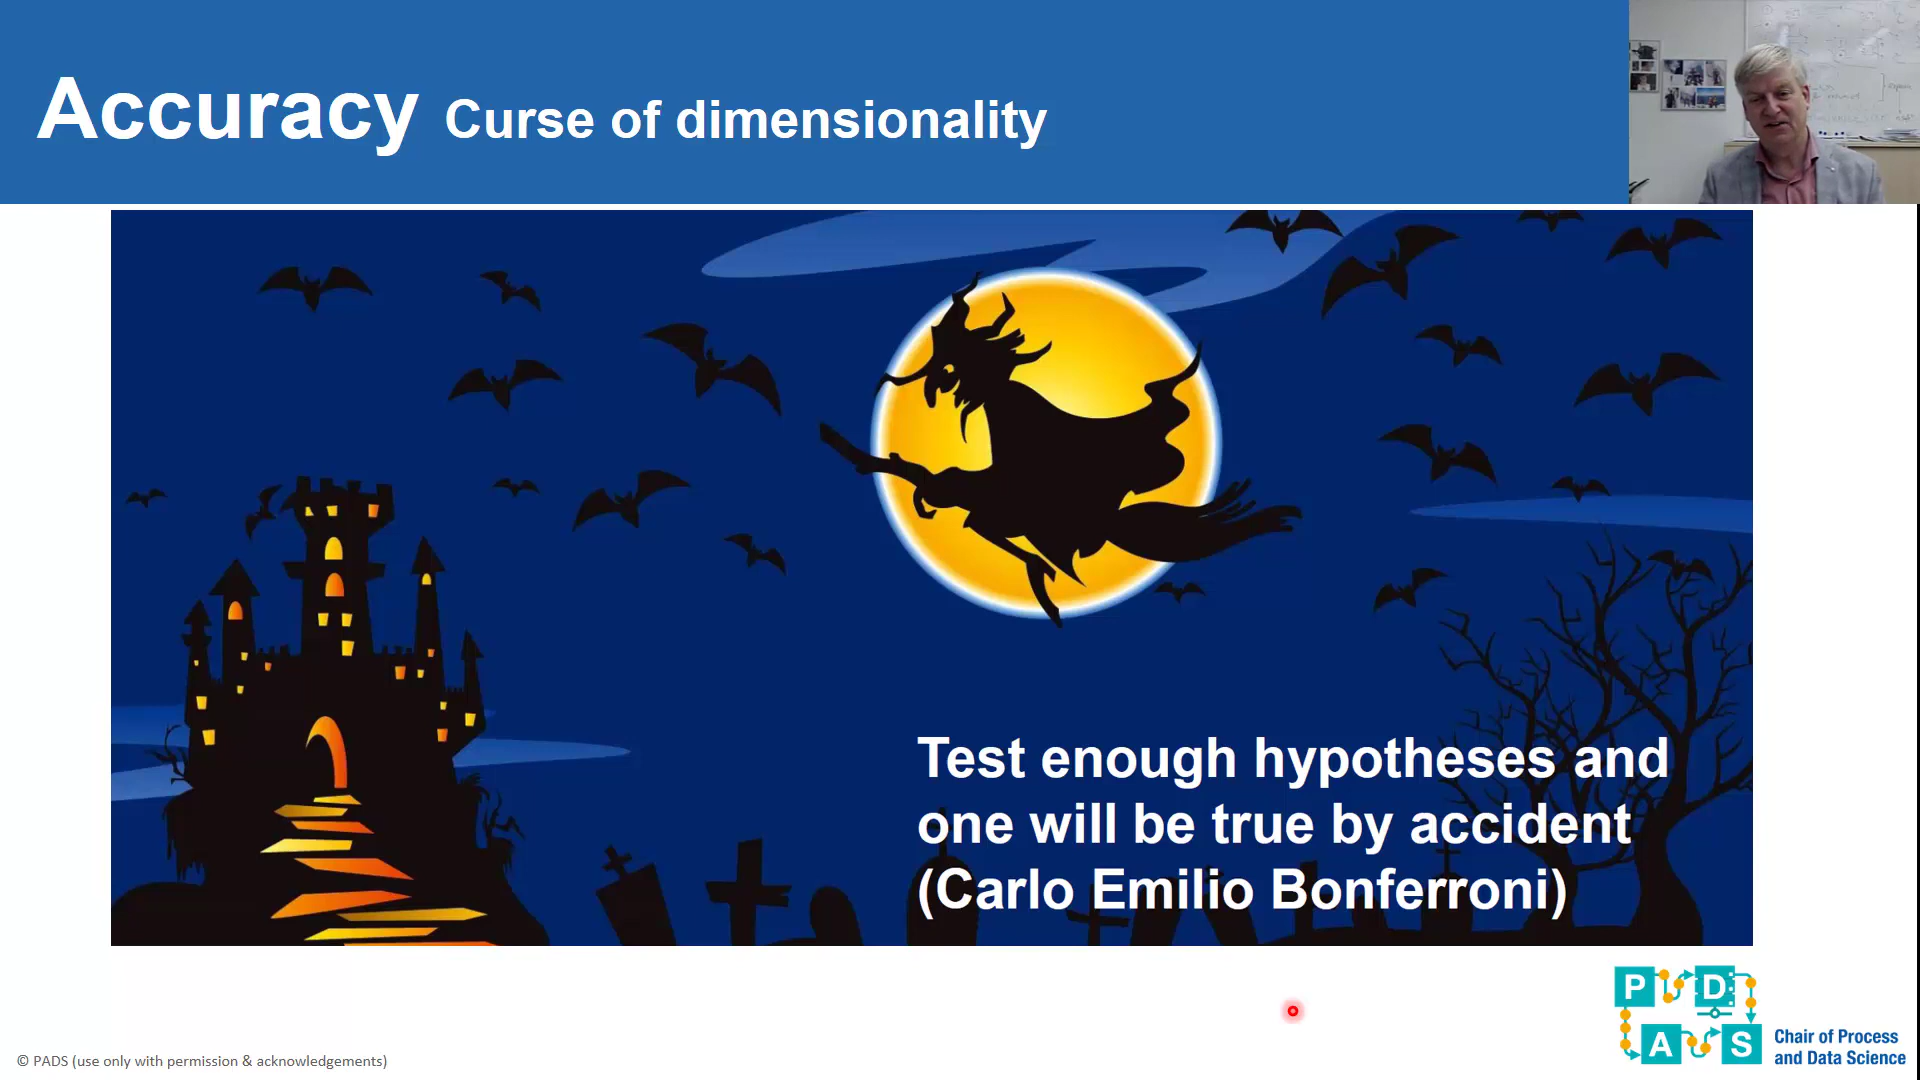 Accuracy Curse of dimensionality
Test enough hypotheses and
one will be true by accident
(Carlo Emilio Bonferroni)
P D
A S
Chair of Process
and Data Science
© PADS (use only with permission & acknowledgements)